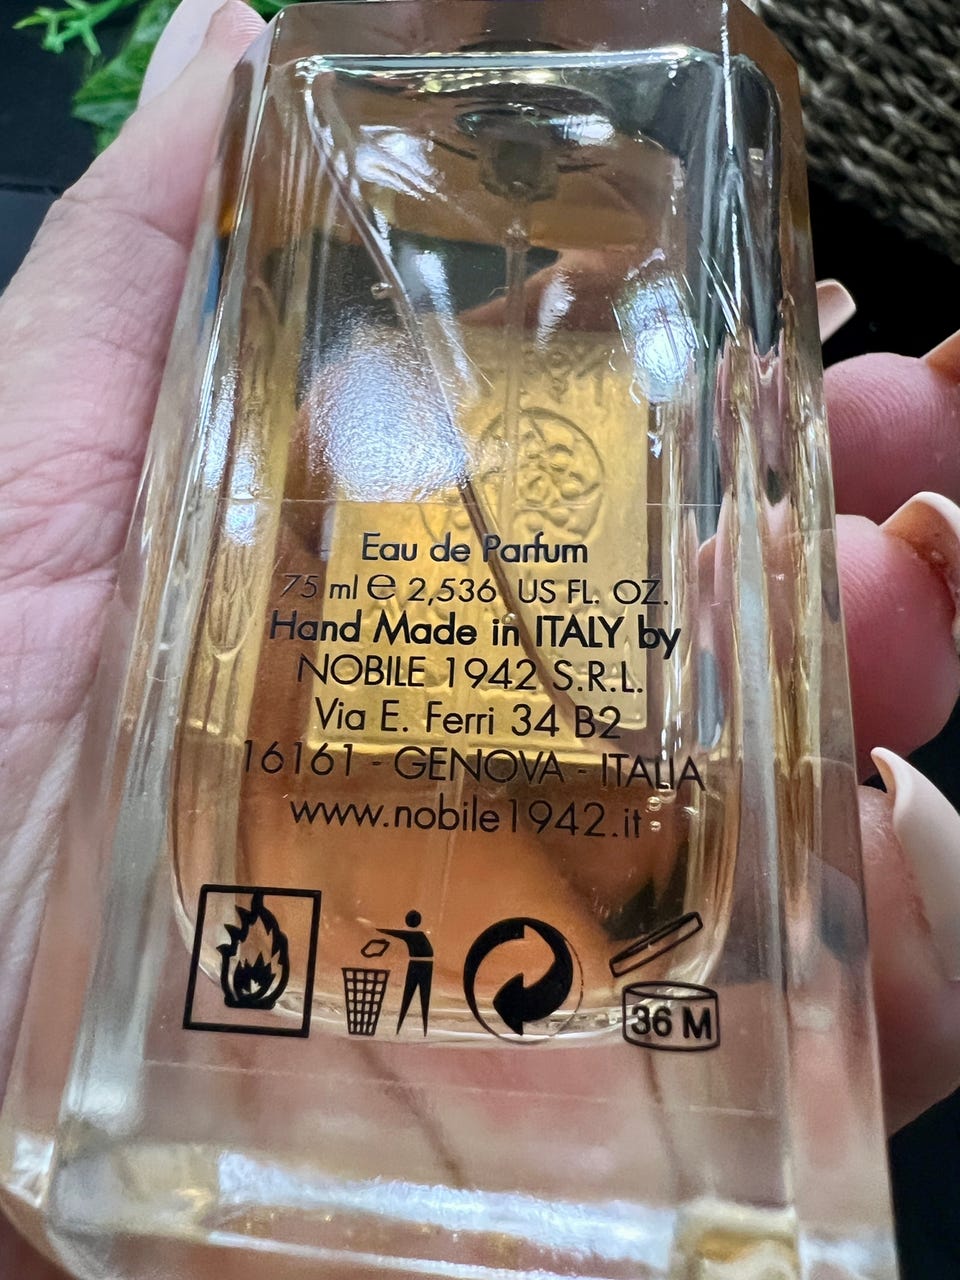 Eau de Parfum
75 ml ℮ 2,536 US FL. OZ.
Hand Made in ITALY by
NOBILE 1942 S.R.L.
Via E. Ferri 34 B2
16161 - GENOVA - ITALIA
www.nobile1942.it
36 M